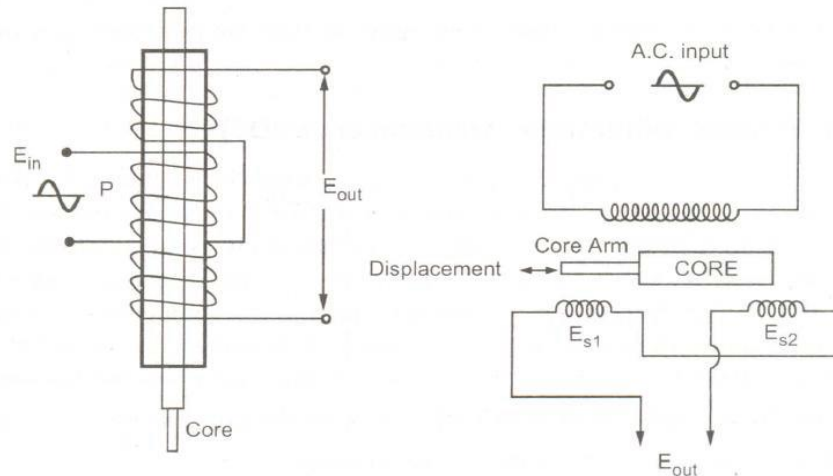 E_in
P
E_out
Core
A.C. input
Core Arm
Displacement
CORE
E_s1
E_s2
E_out